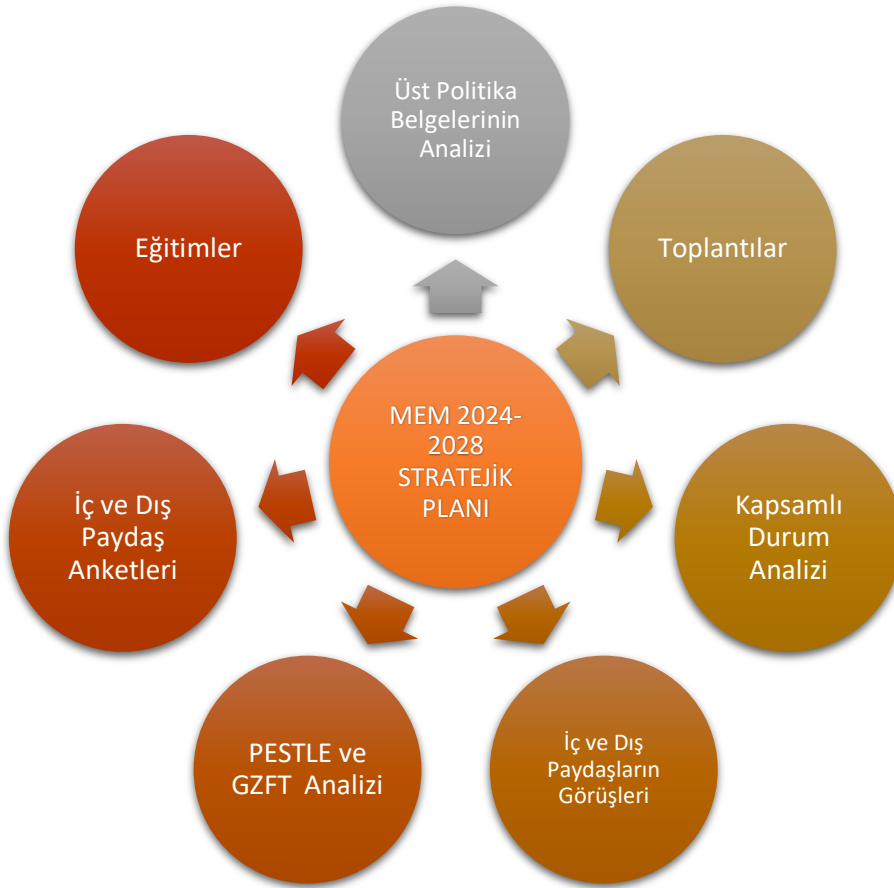 Üst Politika
Belgelerinin
Analizi
Toplantılar
Kapsamlı
Durum
Analizi
İç ve Dış
Paydaşların
Görüşleri
PESTLE ve
GZFT Analizi
İç ve Dış
Paydaş
Anketleri
Eğitimler
MEM 2024-
2028
STRATEJİK
PLANI